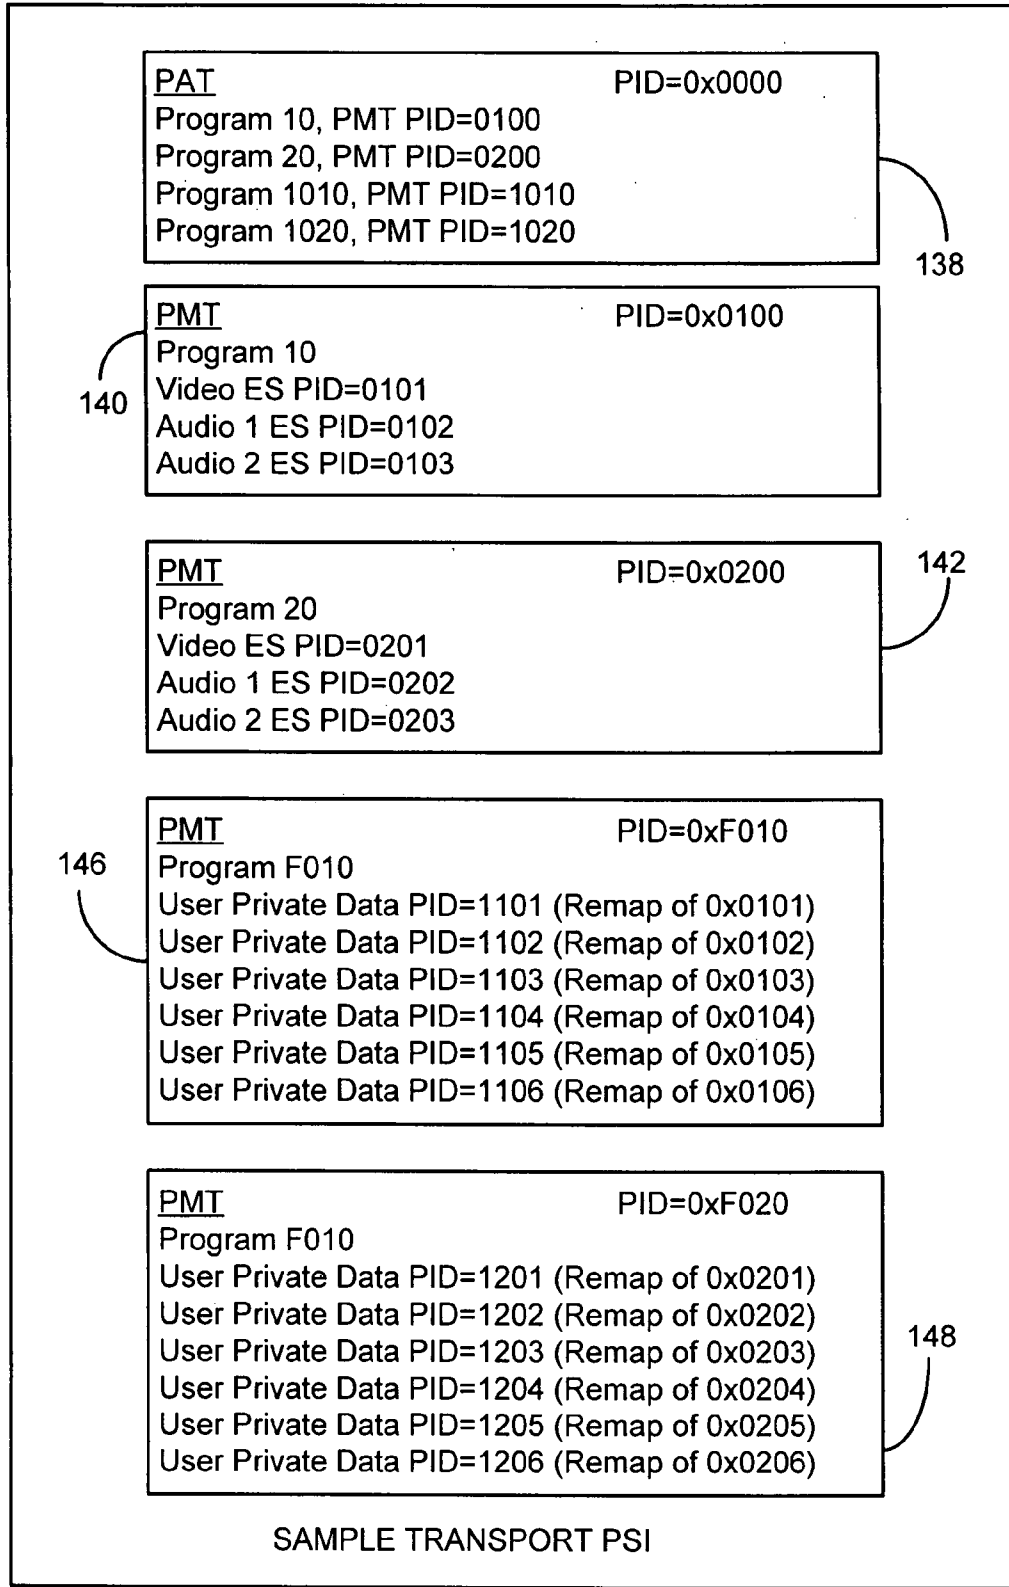 PAT PID=0x0000
Program 10, PMT PID=0100
Program 20, PMT PID=0200
Program 1010, PMT PID=1010
Program 1020, PMT PID=1020
138
PMT PID=0x0100
Program 10
Video ES PID=0101
Audio 1 ES PID=0102
Audio 2 ES PID=0103
140
PMT PID=0x0200
Program 20
Video ES PID=0201
Audio 1 ES PID=0202
Audio 2 ES PID=0203
142
PMT PID=0xF010
Program F010
User Private Data PID=1101 (Remap of 0x0101)
User Private Data PID=1102 (Remap of 0x0102)
User Private Data PID=1103 (Remap of 0x0103)
User Private Data PID=1104 (Remap of 0x0104)
User Private Data PID=1105 (Remap of 0x0105)
User Private Data PID=1106 (Remap of 0x0106)
146
PMT PID=0xF020
Program F010
User Private Data PID=1201 (Remap of 0x0201)
User Private Data PID=1202 (Remap of 0x0202)
User Private Data PID=1203 (Remap of 0x0203)
User Private Data PID=1204 (Remap of 0x0204)
User Private Data PID=1205 (Remap of 0x0205)
User Private Data PID=1206 (Remap of 0x0206)
148
SAMPLE TRANSPORT PSI